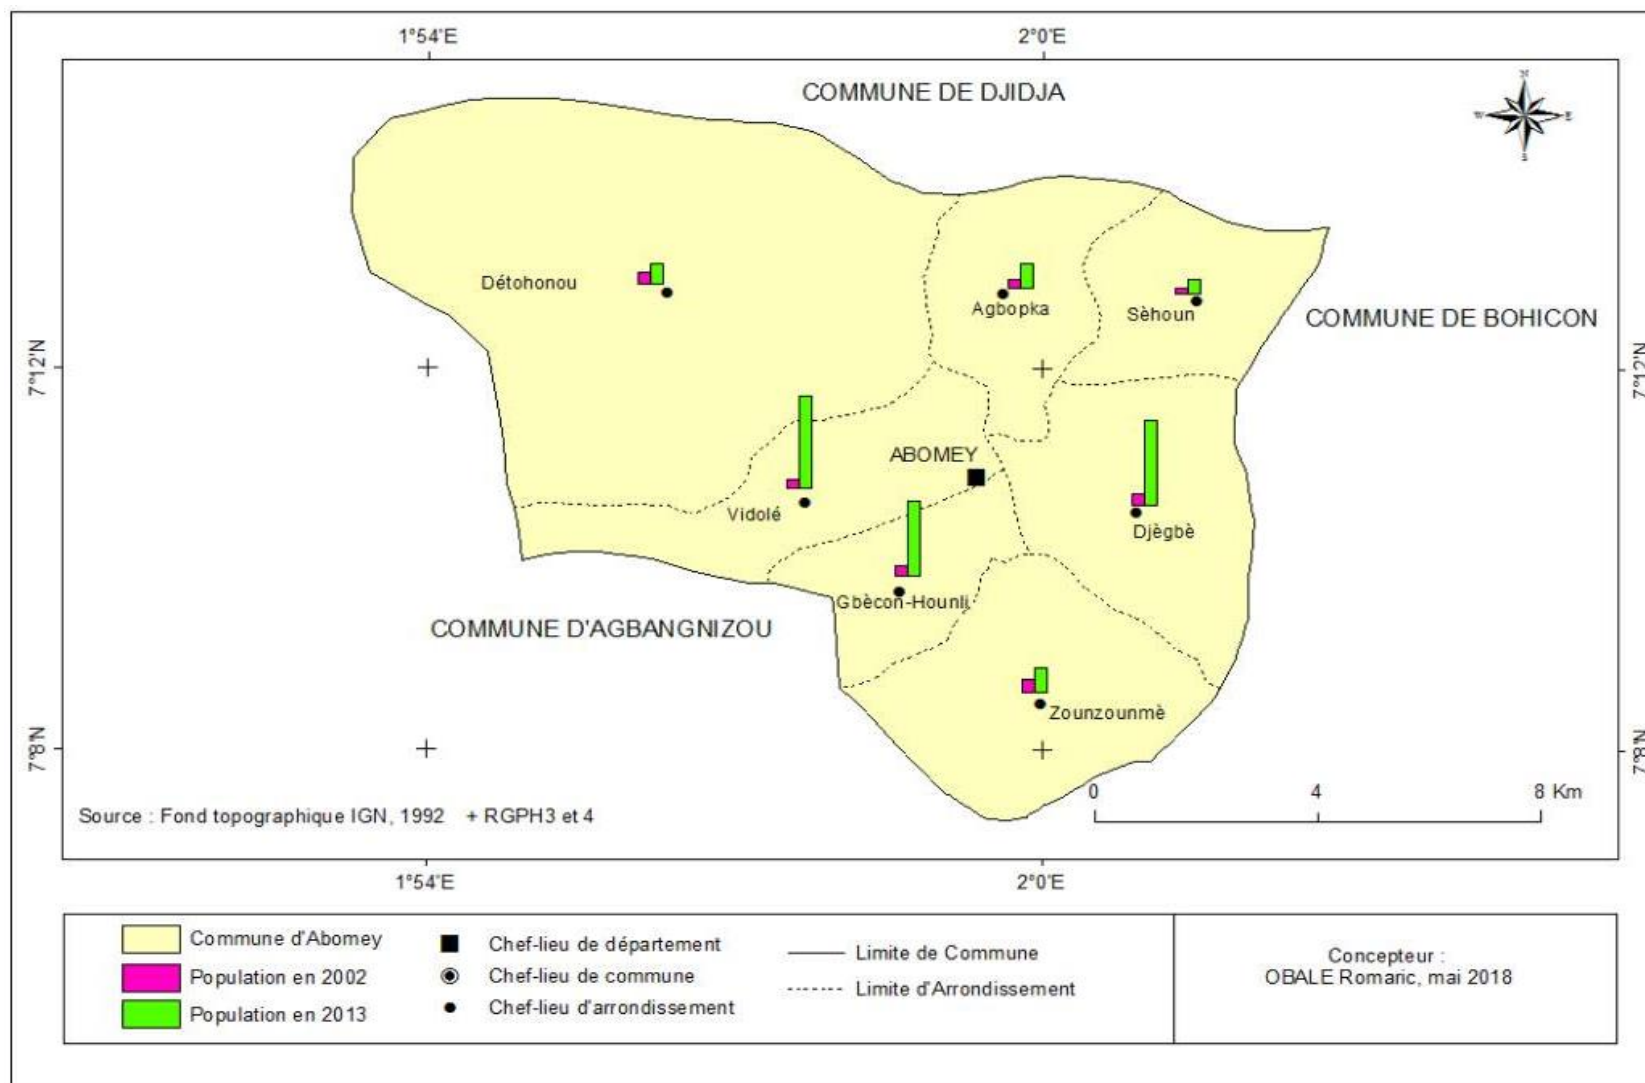 1°54'E 2°0'E
COMMUNE DE DJIDJA
N
W E
S
Détohonou
Agbopka
Sèhoun
COMMUNE DE BOHICON
7°12'N 7°12'N
ABOMEY
Vidolé
Djègbè
Gbècon-Hounli
COMMUNE D'AGBANGNIZOU
Zounzounmè
7°8'N 7°8'N
0 4 8 Km
Source : Fond topographique IGN, 1992 + RGPH3 et 4
1°54'E 2°0'E
Commune d'Abomey
Population en 2002
Population en 2013
Chef-lieu de département
Chef-lieu de commune
Chef-lieu d'arrondissement
Limite de Commune
Limite d'Arrondissement
Concepteur :
OBALE Romaric, mai 2018